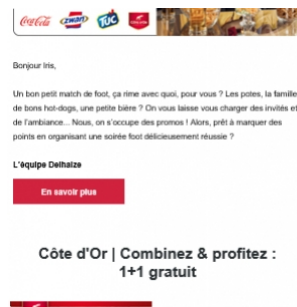 Coca-Cola Zwan TUC
Bonjour Iris,
Un bon petit match de foot, ça rime avec quoi, pour vous ? Les potes, la famille
de bons hot-dogs, une petite bière ? On vous laisse vous charger des invités et
de l'ambiance... Nous, on s'occupe des promos ! Alors, prêt à marquer des
points en organisant une soirée foot délicieusement réussie ?
L'équipe Delhaize
En savoir plus
Côte d'Or | Combinez & profitez :
1+1 gratuit